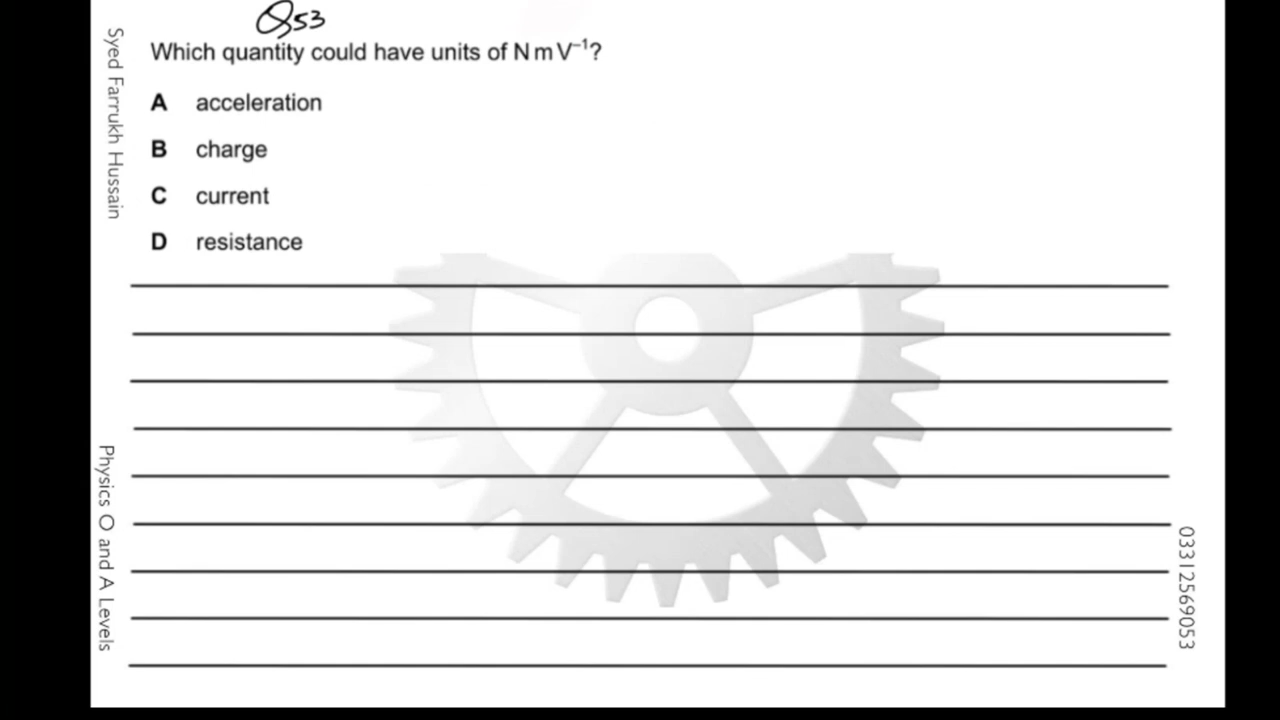 Q53
Which quantity could have units of N m V⁻¹?
A acceleration
B charge
C current
D resistance
Syed Farrukh Hussain
Physics O and A Levels
03312569053